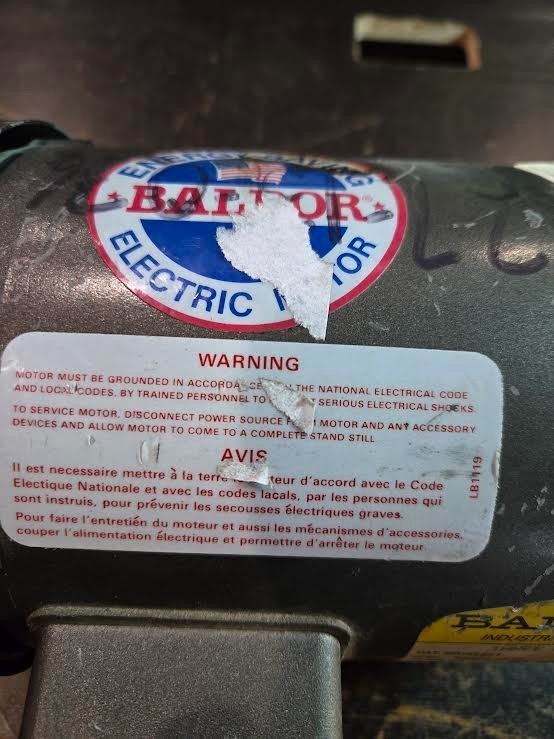 ENERGY SAVING
BALDOR
ELECTRIC MOTOR
WARNING
MOTOR MUST BE GROUNDED IN THE NATIONAL ELECTRICAL CODE
AND LOCAL CODES, BY TRAINED PERSONNEL TO SERIOUS ELECTRICAL SHOCKS.
TO SERVICE MOTOR, DISCONNECT POWER SOURCE FROM MOTOR AND ANY ACCESSORY
DEVICES AND ALLOW MOTOR TO COME TO A COMPLETE STAND STILL
AVIS
Il est necessaire mettre à la terre d'accord avec le Code
Electique Nationale et avec les codes lacals, par les personnes qui
sont instruis, pour prévenir les secousses électriques graves.
Pour faire l'entretién du moteur et aussi les mécanismes d'accessories,
couper l'alimentation électrique et permettre d'arrêter le moteur
LB1119
BAL
INDUSTR